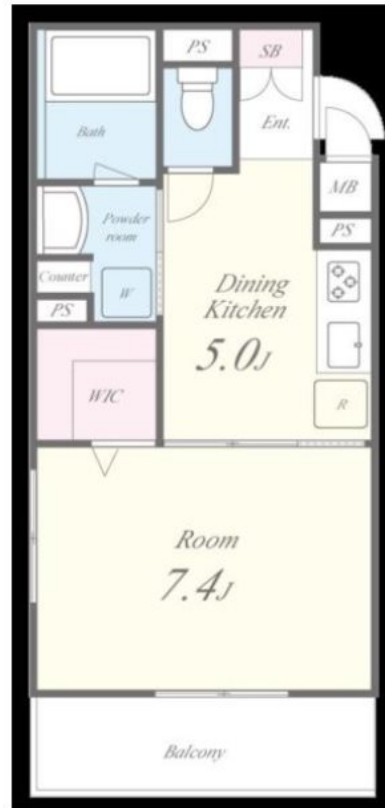 PS
SB
Bath
Ent.
MB
Powder
room
PS
Counter
W
PS
Dining
Kitchen
5.0J
WIC
R
Room
7.4J
Balcony